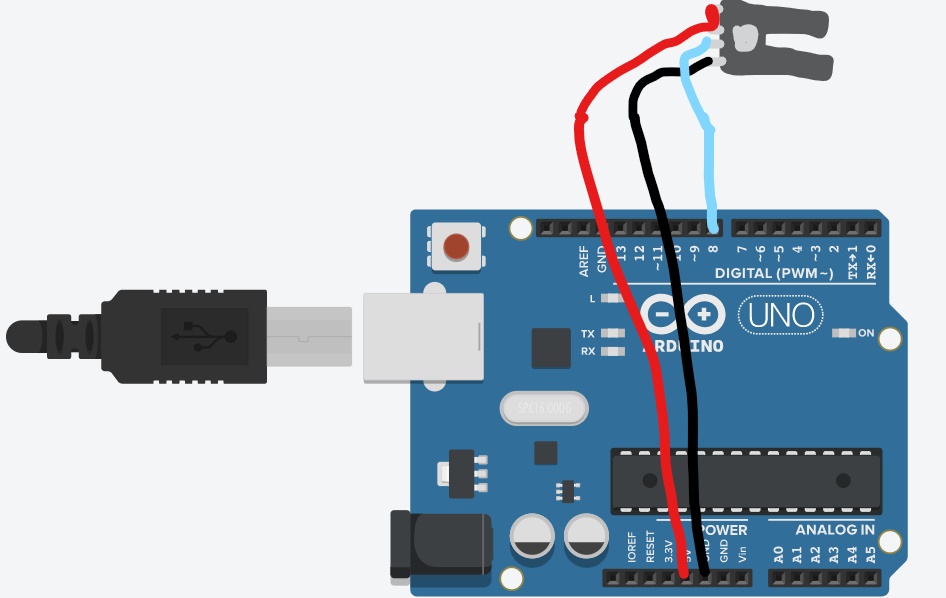 AREF
GND
13
12
~11
10
~9
8
7
~6
~5
4
~3
2
TX→1
RX←0
DIGITAL (PWM~)
L
TX
RX
ARDUINO
UNO
ON
SPK16.000G
POWER
ANALOG IN
IOREF
RESET
3.3V
5V
GND
GND
Vin
A0
A1
A2
A3
A4
A5